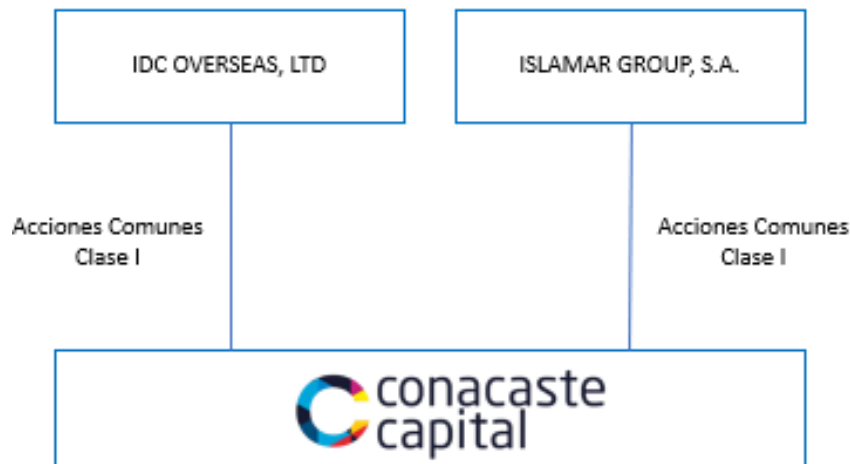 IDC OVERSEAS, LTD
ISLAMAR GROUP, S.A.
Acciones Comunes
Clase I
Acciones Comunes
Clase I
conacaste
capital